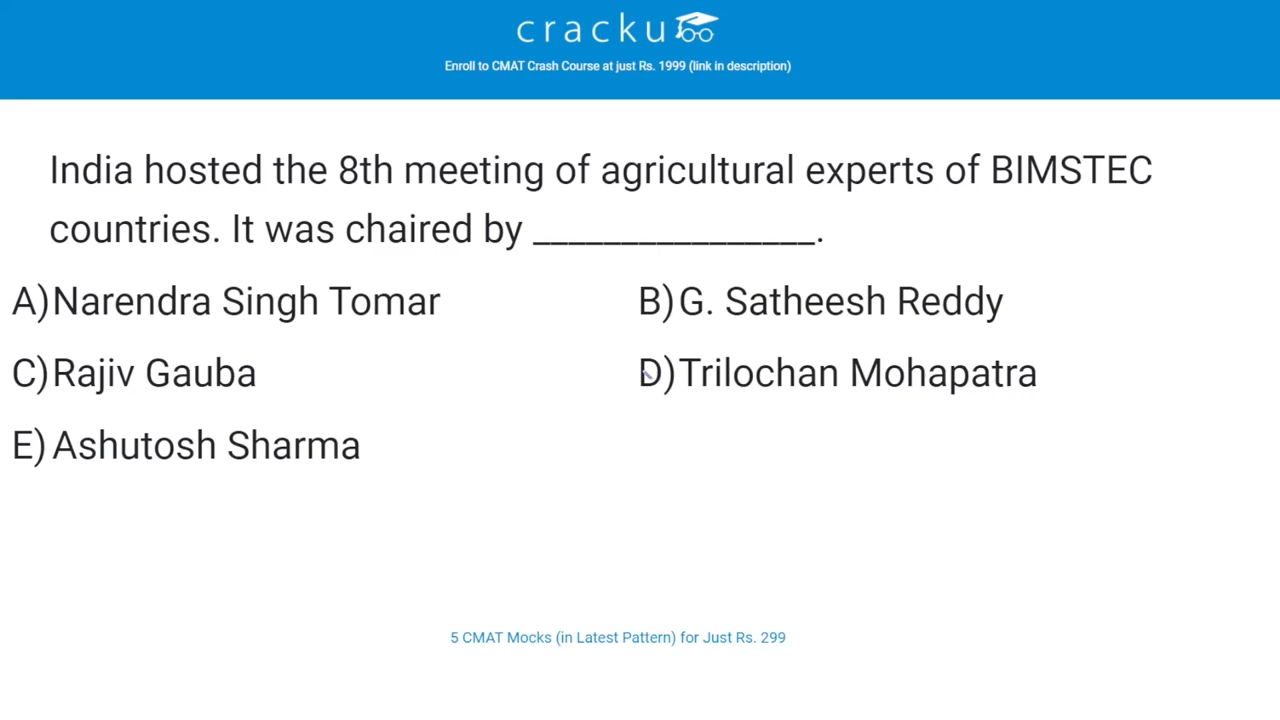 cracku
Enroll to CMAT Crash Course at just Rs. 1999 (link in description)
India hosted the 8th meeting of agricultural experts of BIMSTEC
countries. It was chaired by ________________.
A) Narendra Singh Tomar
B) G. Satheesh Reddy
C) Rajiv Gauba
D) Trilochan Mohapatra
E) Ashutosh Sharma
5 CMAT Mocks (in Latest Pattern) for Just Rs. 299